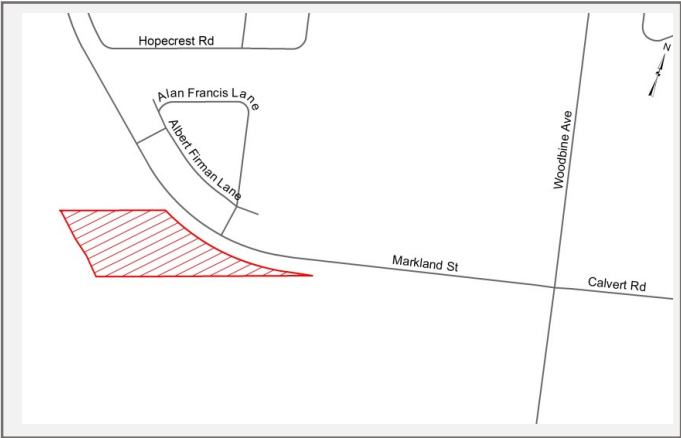 Hopecrest Rd
N
Alan Francis Lane
Albert Firman Lane
Woodbine Ave
Markland St
Calvert Rd